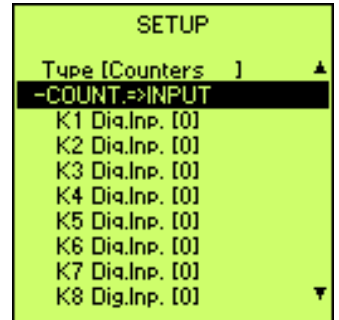 SETUP
Type [Counters ]
-COUNT.=>INPUT
K1 Dig.Inp. [0]
K2 Dig.Inp. [0]
K3 Dig.Inp. [0]
K4 Dig.Inp. [0]
K5 Dig.Inp. [0]
K6 Dig.Inp. [0]
K7 Dig.Inp. [0]
K8 Dig.Inp. [0]